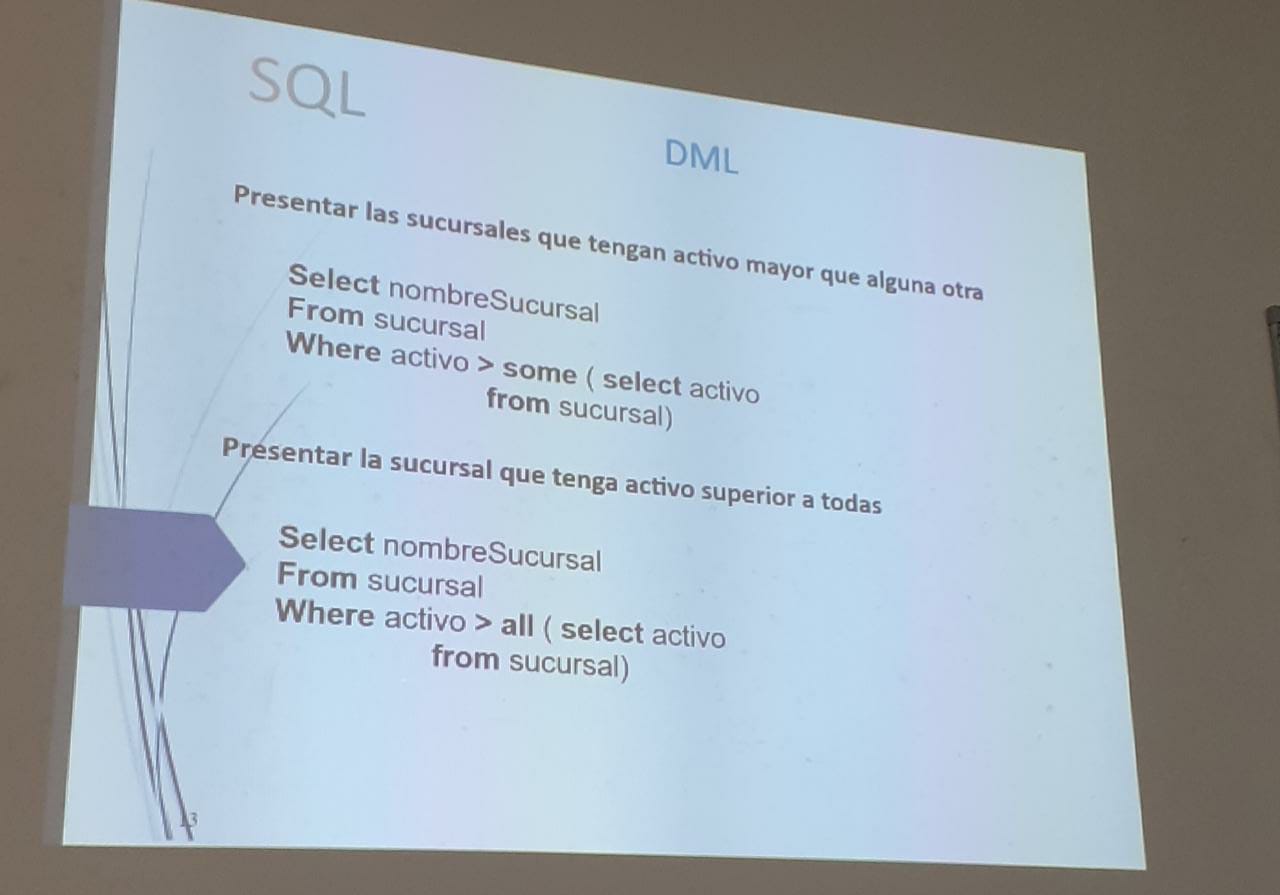 SQL
DML
Presentar las sucursales que tengan activo mayor que alguna otra
Select nombreSucursal
From sucursal
Where activo > some ( select activo
from sucursal)
Presentar la sucursal que tenga activo superior a todas
Select nombreSucursal
From sucursal
Where activo > all ( select activo
from sucursal)